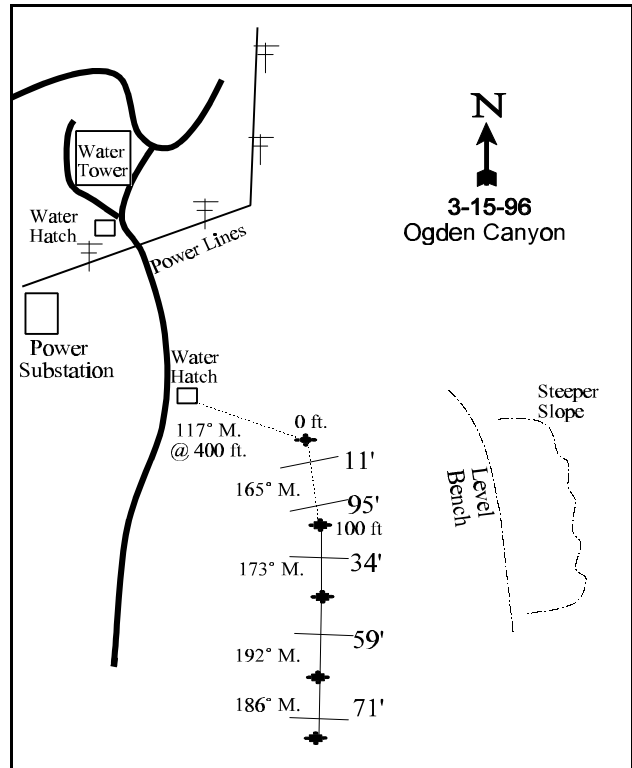 N
3-15-96
Ogden Canyon
Water
Tower
Water
Hatch
Power Lines
Power
Substation
Water
Hatch
117° M.
@ 400 ft.
0 ft.
11'
165° M.
95'
100 ft
173° M.
34'
59'
192° M.
186° M.
71'
Steeper
Slope
Level
Bench